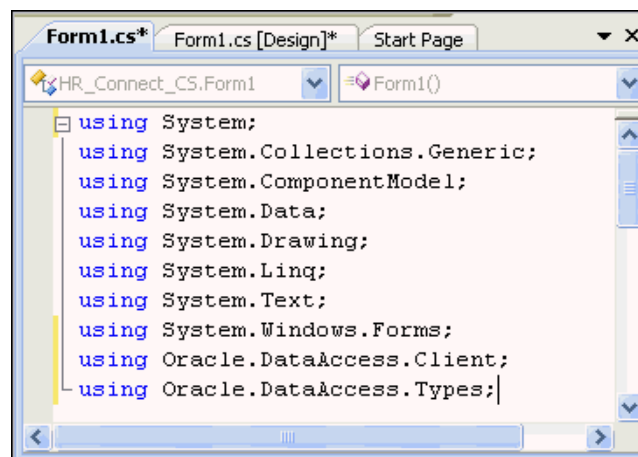 Form1.cs* Form1.cs [Design]* Start Page
HR_Connect_CS.Form1 Form1()
using System;
using System.Collections.Generic;
using System.ComponentModel;
using System.Data;
using System.Drawing;
using System.Linq;
using System.Text;
using System.Windows.Forms;
using Oracle.DataAccess.Client;
using Oracle.DataAccess.Types;